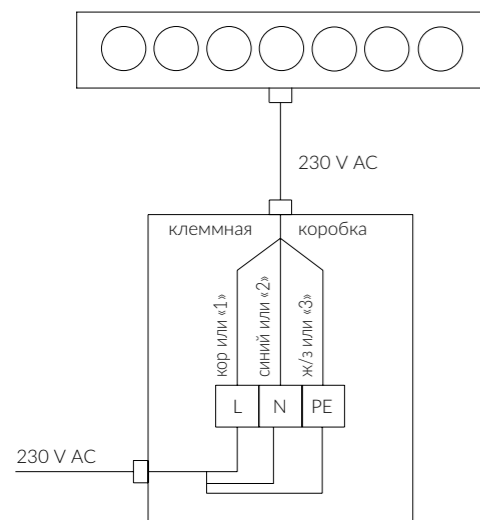 230 V AC
клеммная коробка
кор или «1»
синий или «2»
ж/з или «3»
L N PE
230 V AC